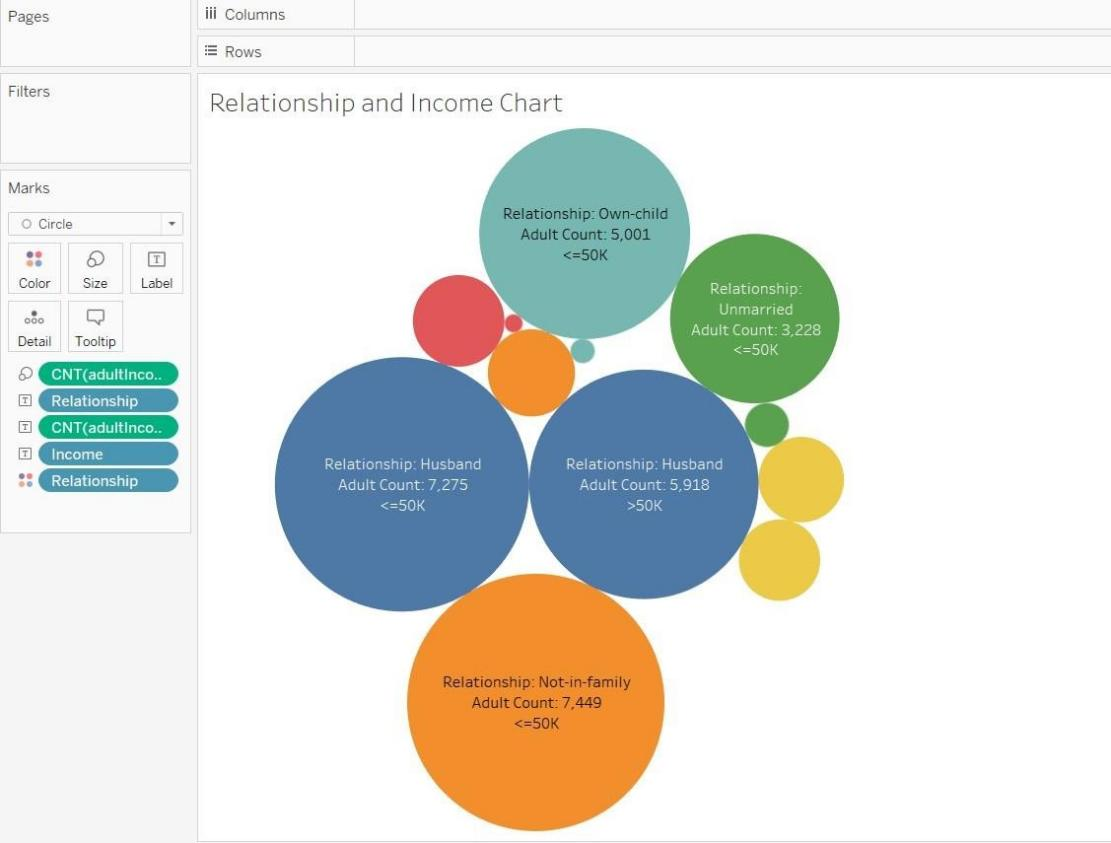 Pages
Columns
Rows
Filters
Marks
Circle
Color
Size
Label
Detail
Tooltip
CNT(adultInco..
Relationship
CNT(adultInco..
Income
Relationship
Relationship and Income Chart
Relationship: Own-child
Adult Count: 5,001
<=50K
Relationship:
Unmarried
Adult Count: 3,228
<=50K
Relationship: Husband
Adult Count: 7,275
<=50K
Relationship: Husband
Adult Count: 5,918
>50K
Relationship: Not-in-family
Adult Count: 7,449
<=50K